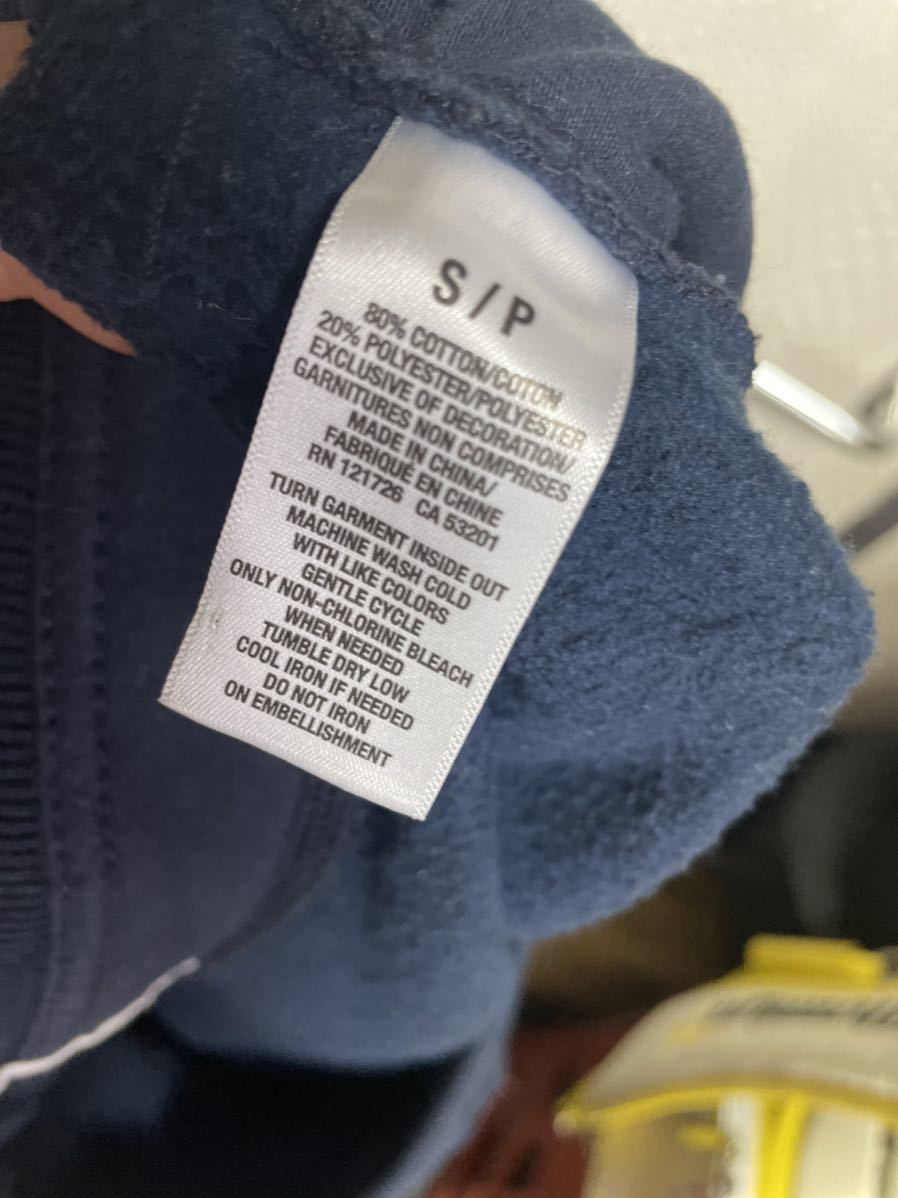 S / P
80% COTTON/COTON
20% POLYESTER/POLYESTER
EXCLUSIVE OF DECORATION/
GARNITURES NON COMPRISES
MADE IN CHINA/
FABRIQUÉ EN CHINE
RN 121726 CA 53201
TURN GARMENT INSIDE OUT
MACHINE WASH COLD
WITH LIKE COLORS
GENTLE CYCLE
ONLY NON-CHLORINE BLEACH
WHEN NEEDED
TUMBLE DRY LOW
COOL IRON IF NEEDED
DO NOT IRON
ON EMBELLISHMENT